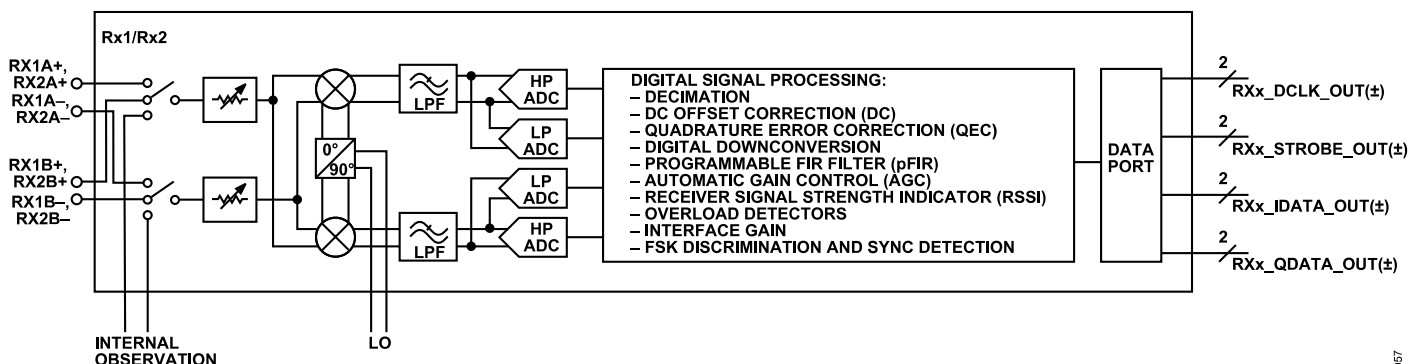 Rx1/Rx2
RX1A+,
RX2A+
RX1A–,
RX2A–
RX1B+,
RX2B+
RX1B–,
RX2B–
INTERNAL
OBSERVATION
LO
0°
90°
LPF
LPF
HP
ADC
LP
ADC
LP
ADC
HP
ADC
DIGITAL SIGNAL PROCESSING:
– DECIMATION
– DC OFFSET CORRECTION (DC)
– QUADRATURE ERROR CORRECTION (QEC)
– DIGITAL DOWNCONVERSION
– PROGRAMMABLE FIR FILTER (pFIR)
– AUTOMATIC GAIN CONTROL (AGC)
– RECEIVER SIGNAL STRENGTH INDICATOR (RSSI)
– OVERLOAD DETECTORS
– INTERFACE GAIN
– FSK DISCRIMINATION AND SYNC DETECTION
DATA
PORT
2
RXx_DCLK_OUT(±)
2
RXx_STROBE_OUT(±)
2
RXx_IDATA_OUT(±)
2
RXx_QDATA_OUT(±)